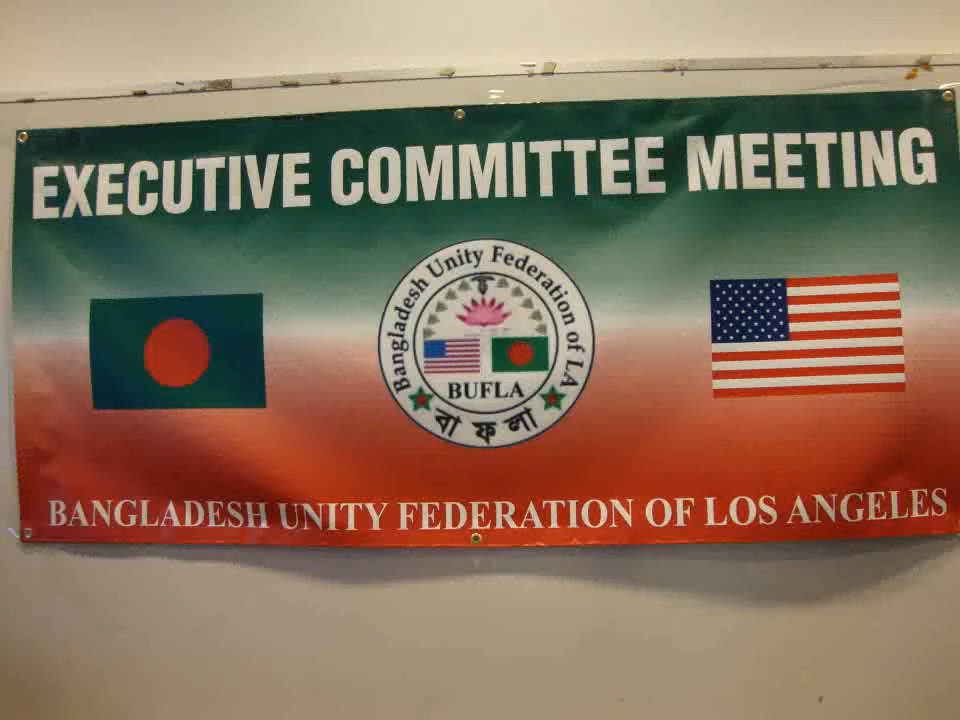 EXECUTIVE COMMITTEE MEETING
Bangladesh Unity Federation of LA
BUFLA
বা ফ লা
BANGLADESH UNITY FEDERATION OF LOS ANGELES